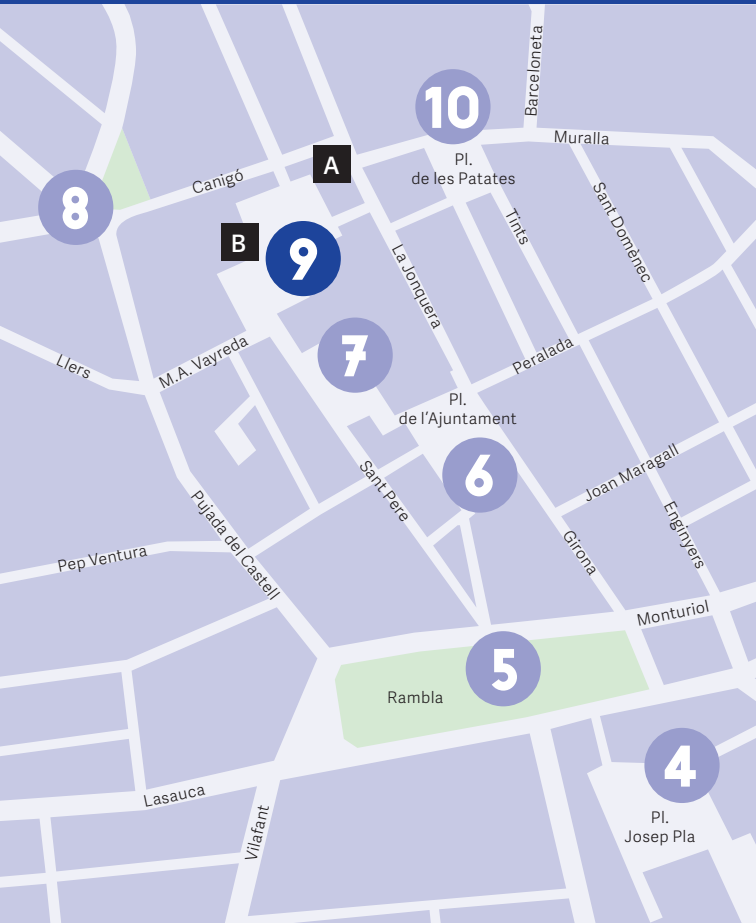 Barceloneta
10
Muralla
Pl.
de les Patates
A
Canigó
8
Sant Domènec
Tints
B
9
La Jonquera
7
Peralada
M.A. Vayreda
Llers
Pl.
de l'Ajuntament
6
Sant Pere
Joan Maragall
Pujada del Castell
Girona
Enginyers
Pep Ventura
Monturiol
5
Rambla
4
Lasauca
Vilafant
Pl.
Josep Pla